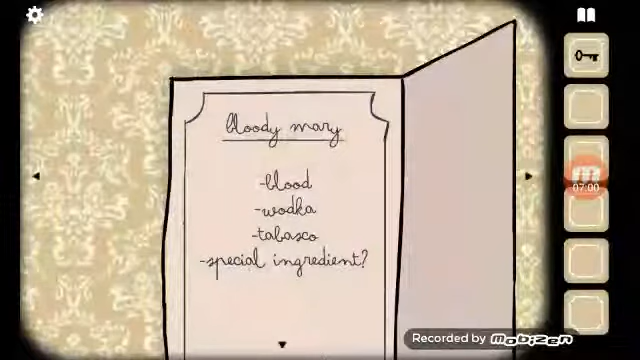 bloody mary
-blood
-wodka
-tabasco
-special ingredient?
07:00
Recorded by MOBIZEN